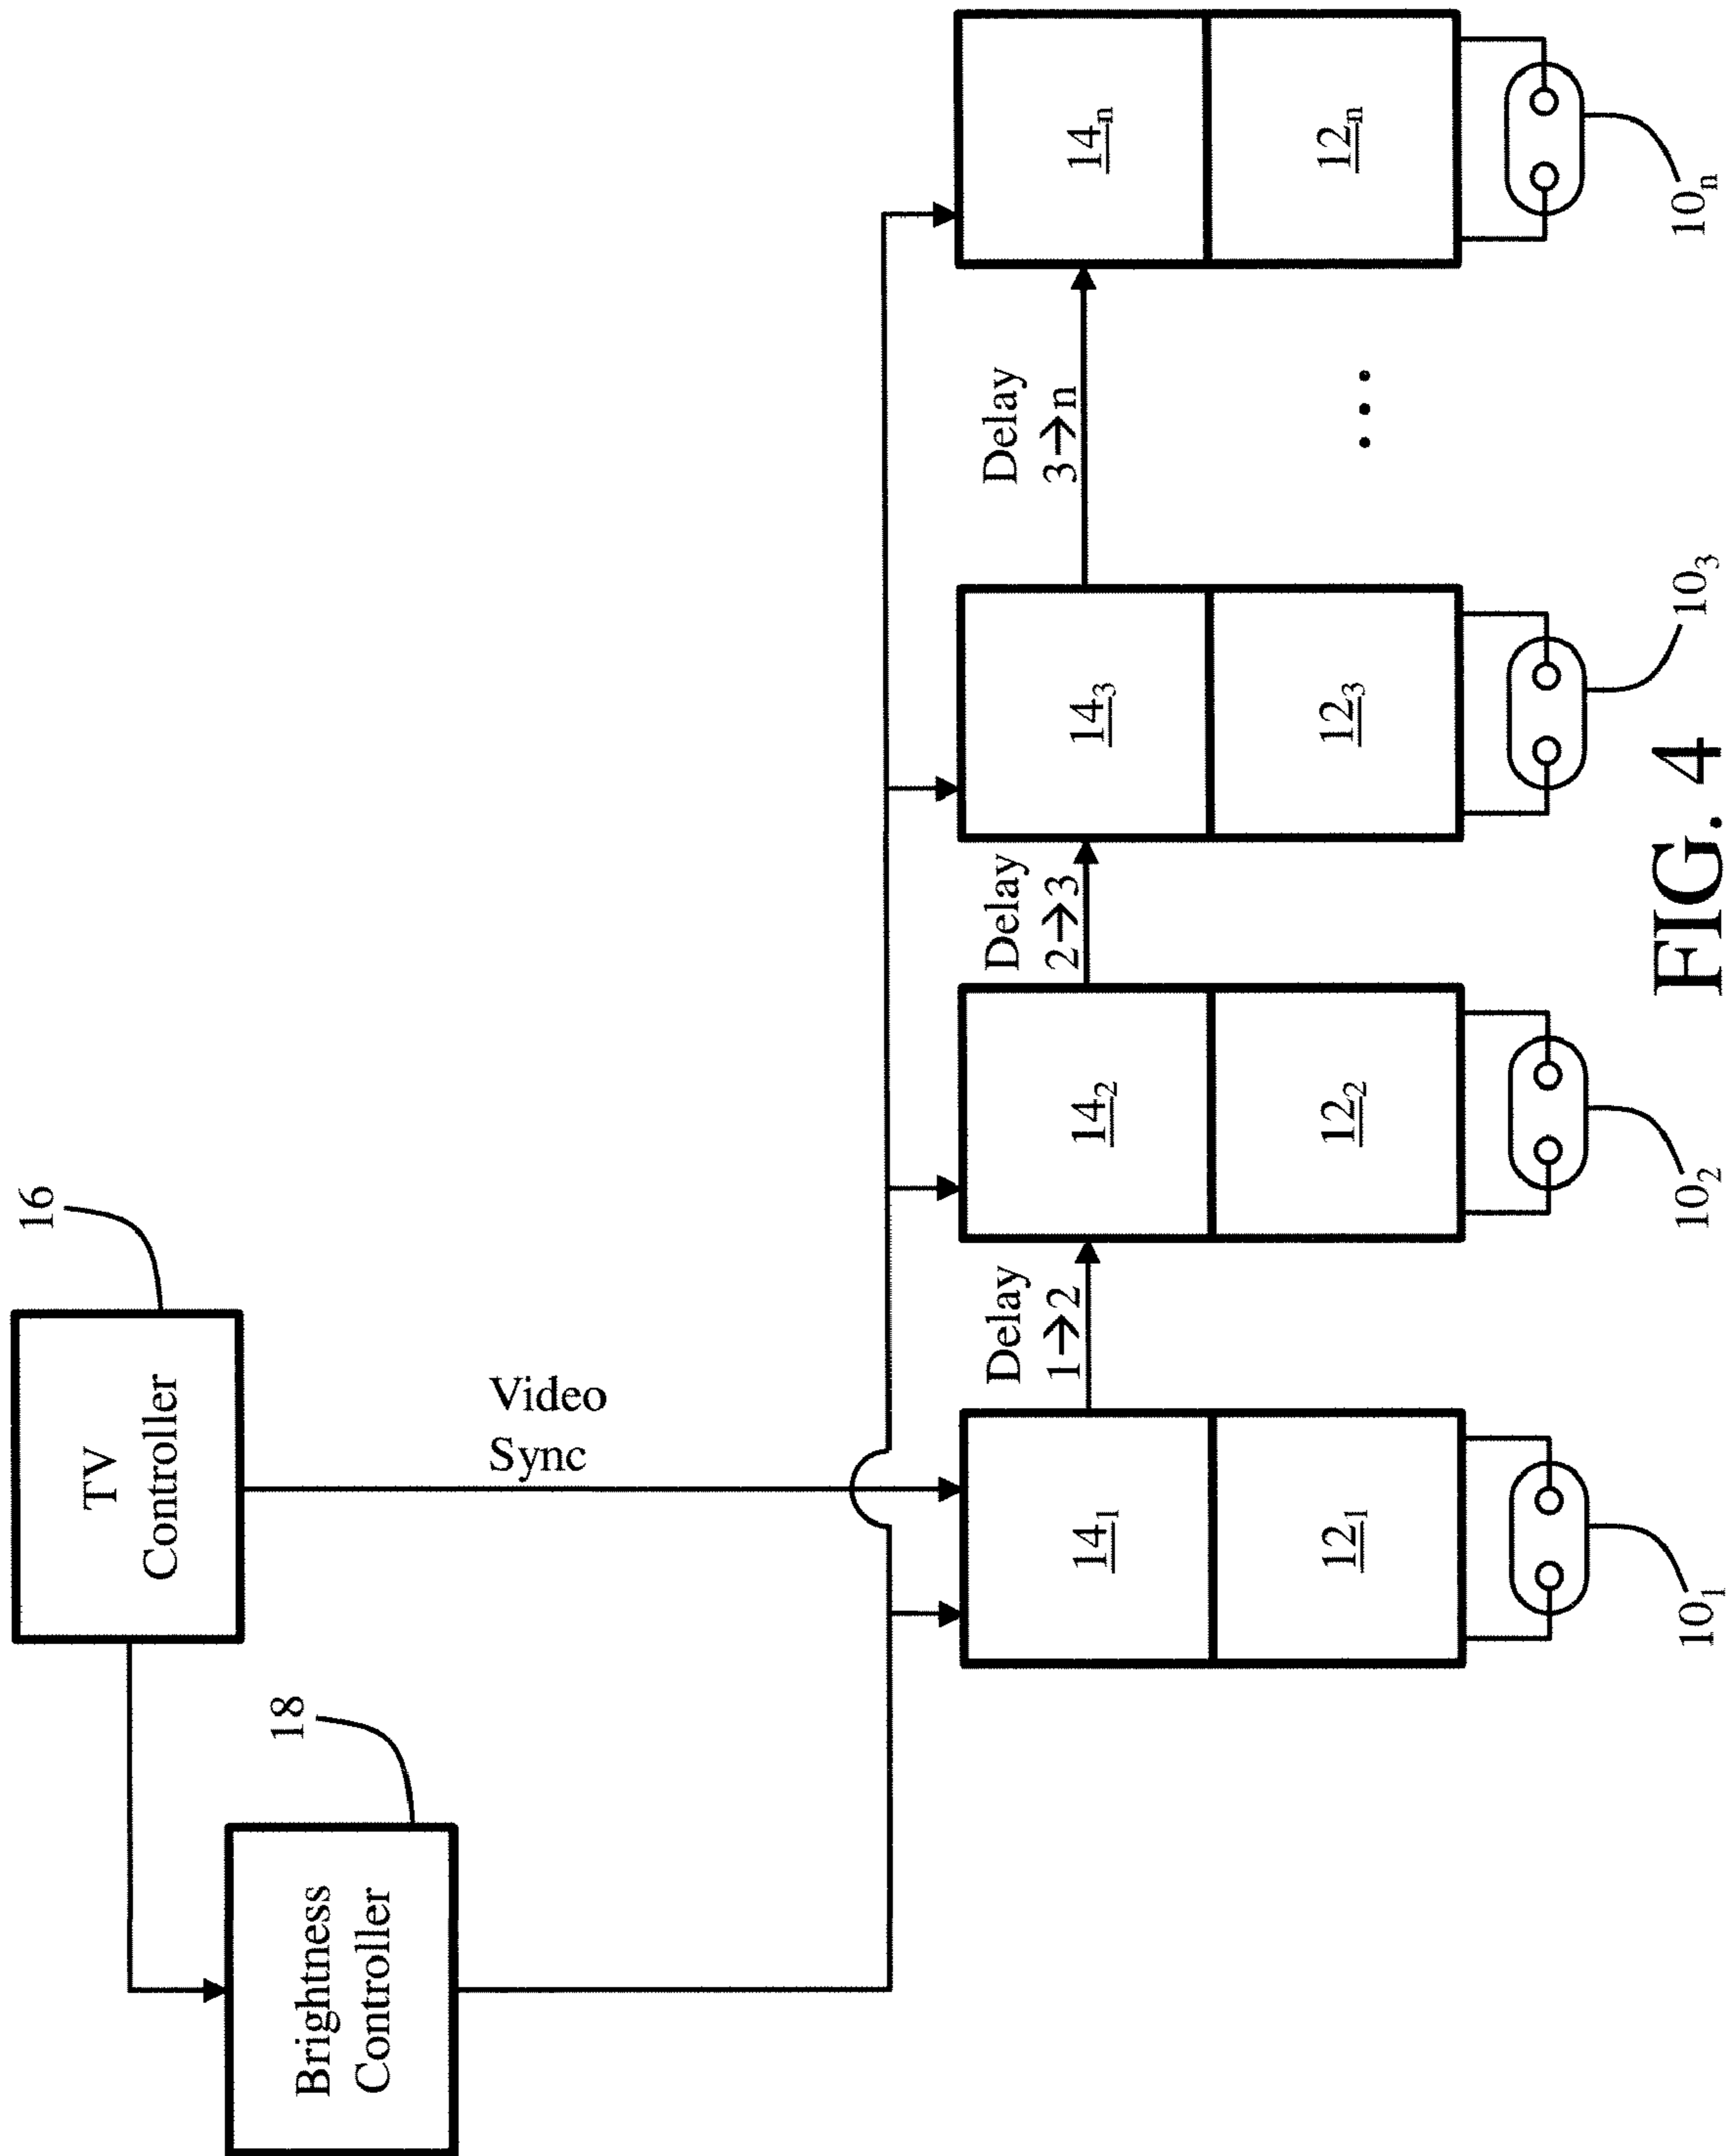 16
TV
Controller
18
Brightness
Controller
Video
Sync
Delay
1→2
Delay
2→3
Delay
3→n
14₁
14₂
14₃
14ₙ
12₁
12₂
12₃
12ₙ
10₁
10₂
10₃
10ₙ
FIG. 4